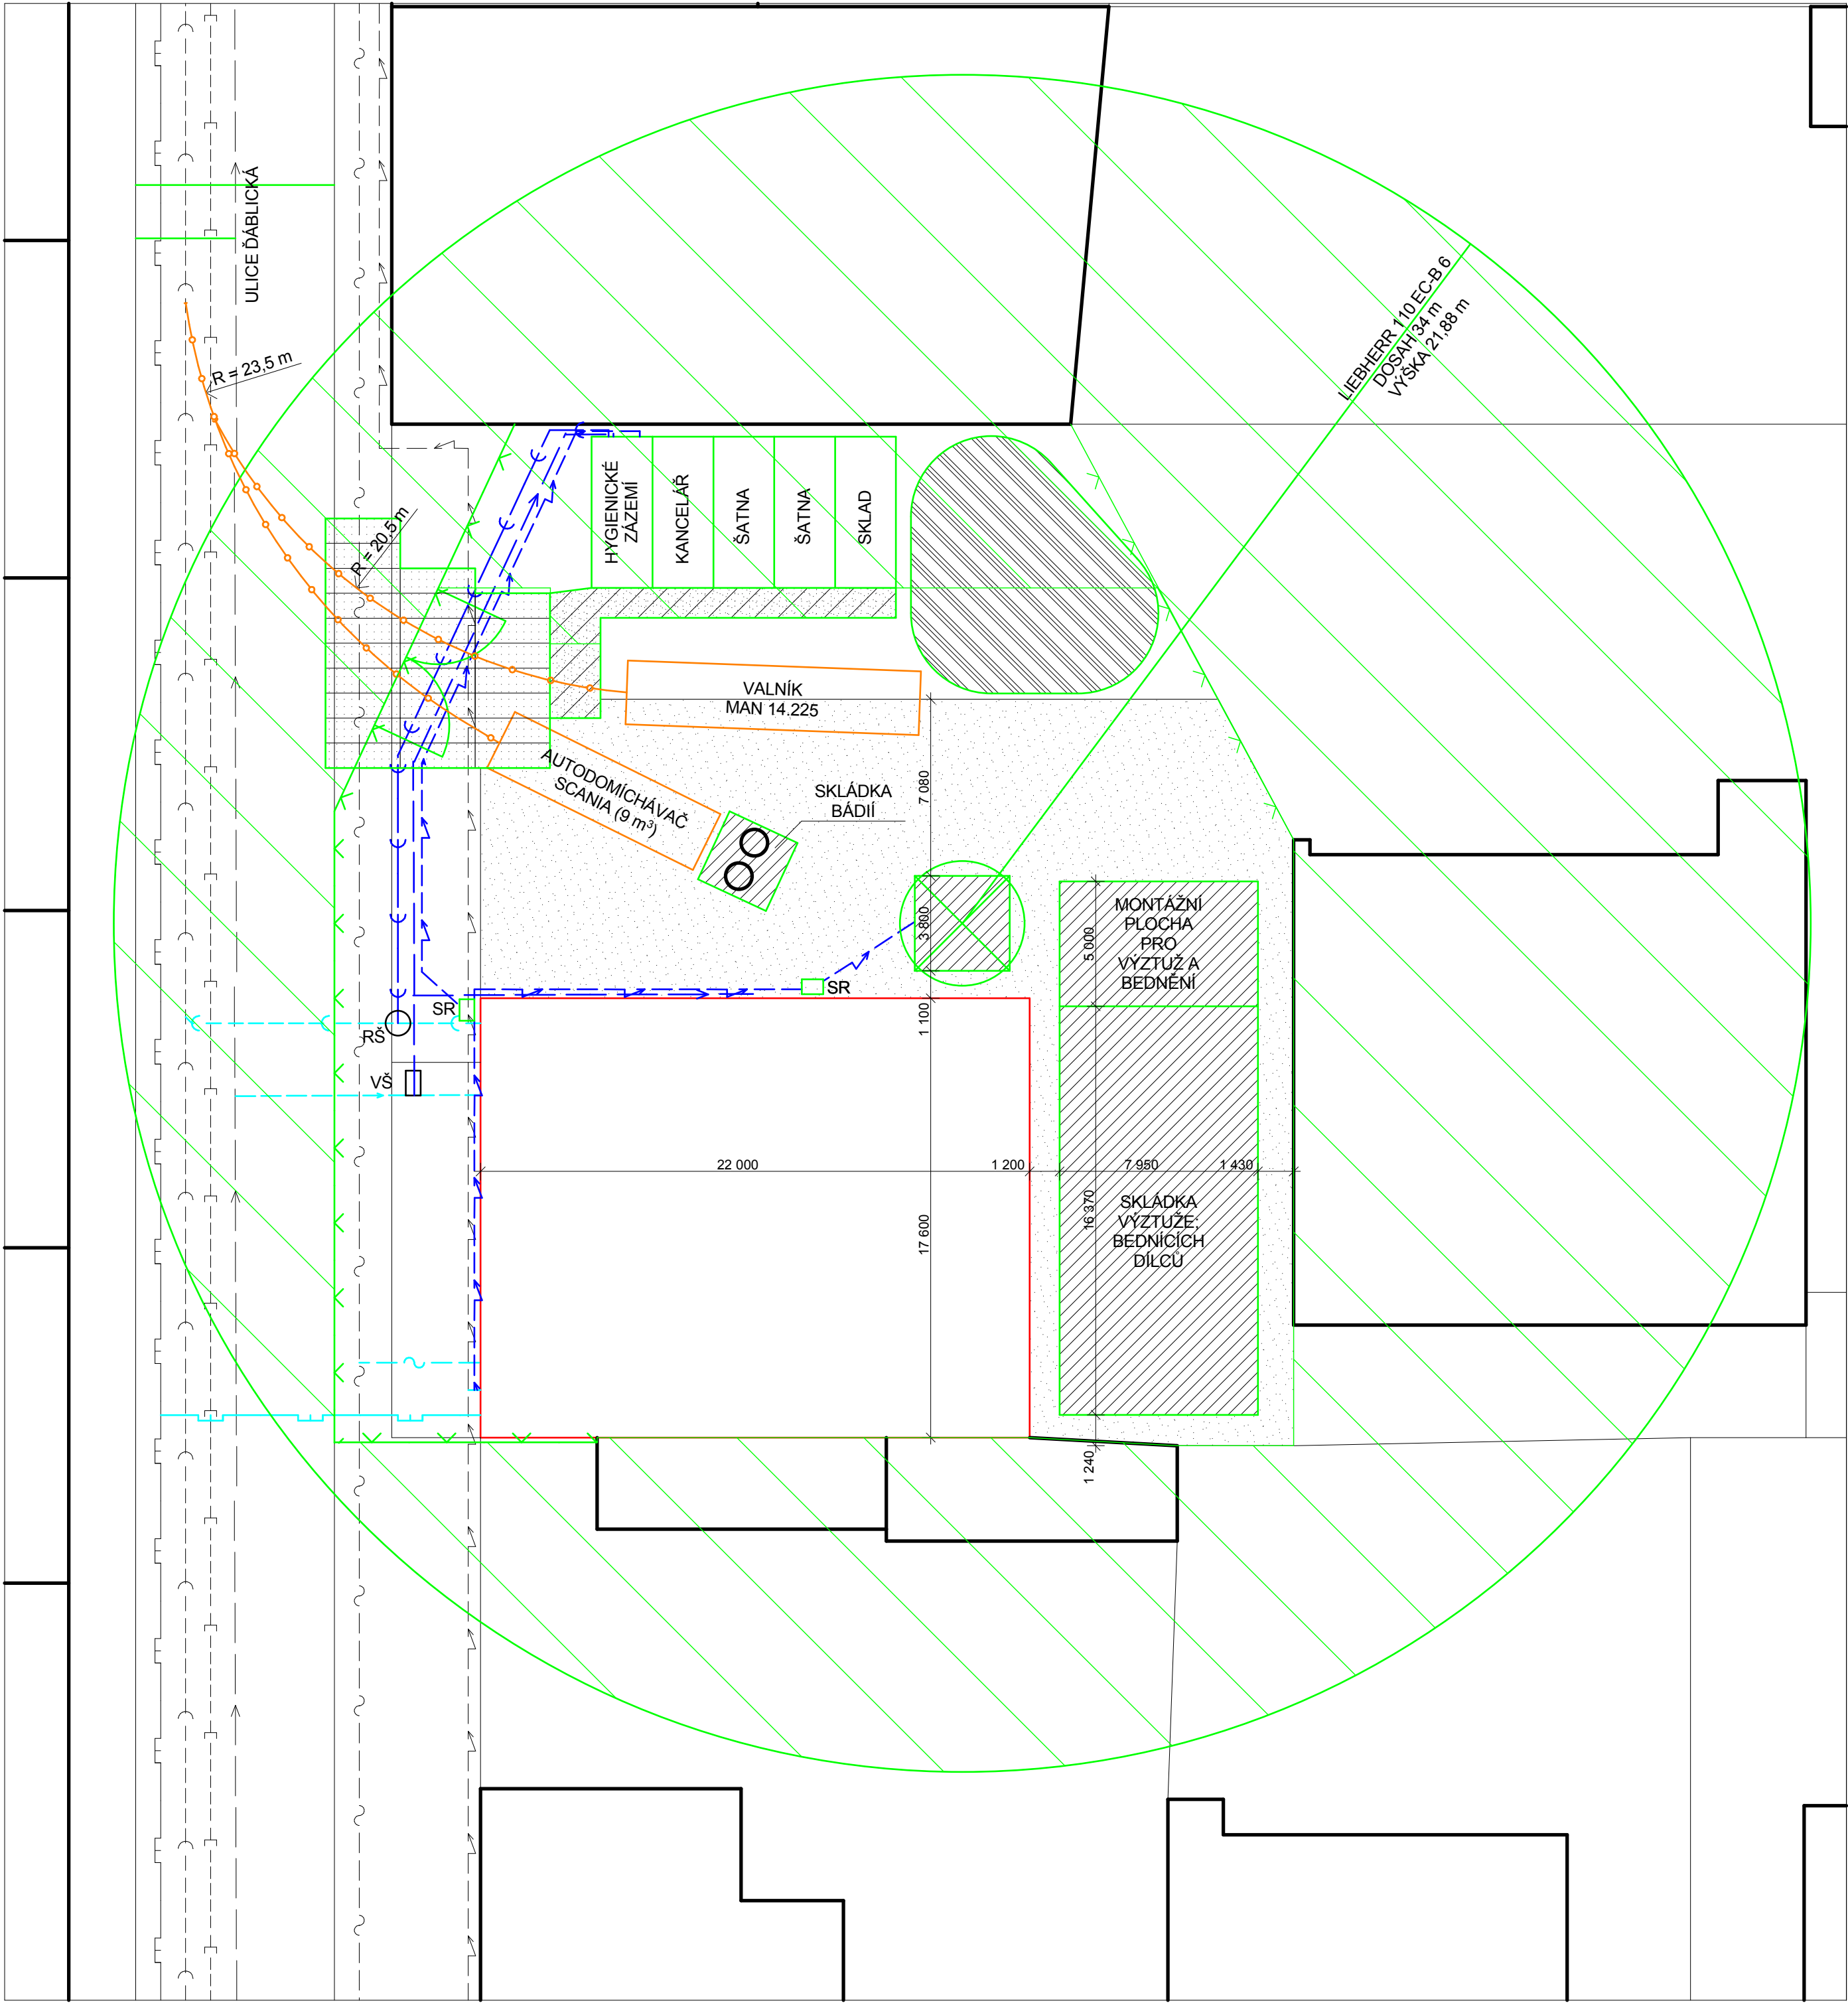 ULICE ĎÁBLICKÁ
R = 23,5 m
R = 20,5 m
LIEBHERR 110 EC-B 6
DOSAH 34 m
VÝŠKA 21,88 m
HYGIENICKÉ
ZÁZEMÍ
KANCELÁŘ
ŠATNA
ŠATNA
SKLAD
VALNÍK
MAN 14.225
AUTODOMÍCHÁVAČ
SCANIA (9 m³)
SKLÁDKA
BÁDIÍ
7 080
3 800
1 100
17 600
MONTÁŽNÍ
PLOCHA
PRO
VÝZTUŽ A
BEDNĚNÍ
5 000
SR
SR
RŠ
VŠ
22 000
1 200
7 950
1 430
16 370
SKLÁDKA
VÝZTUŽE;
BEDNÍCÍCH
DÍLCŮ
1 240